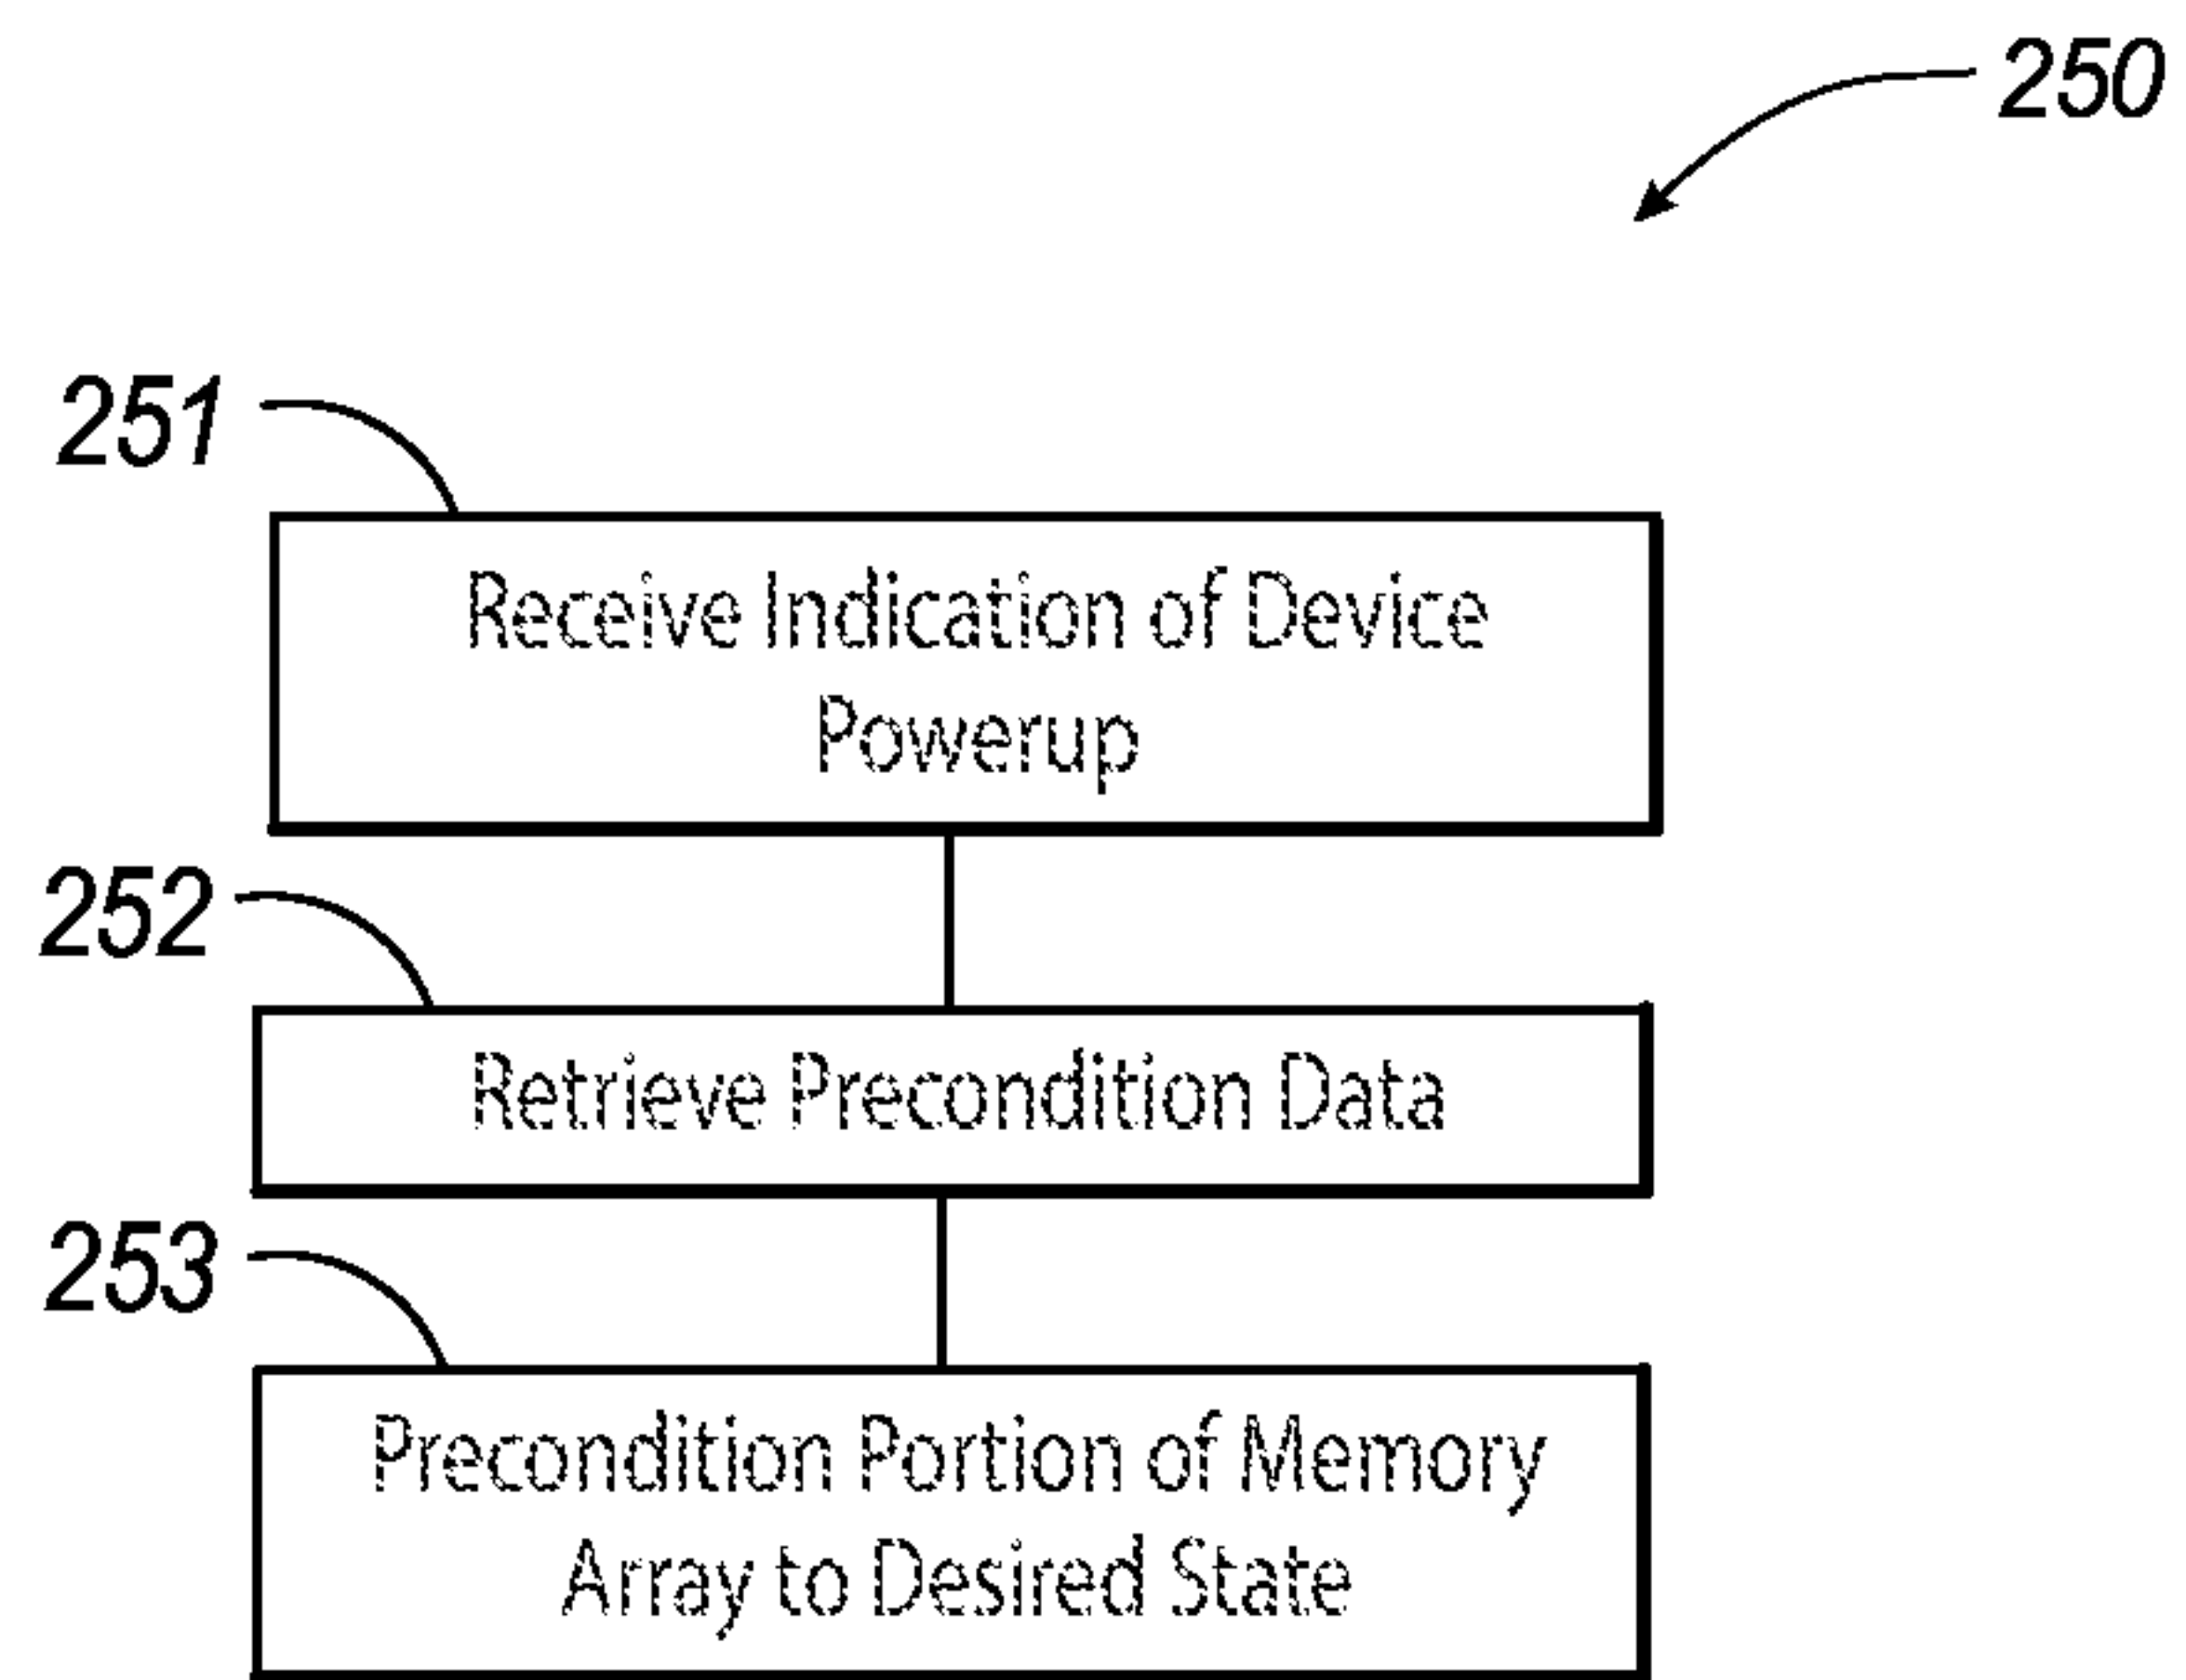 250
251
Receive Indication of Device
Powerup
252
Retrieve Precondition Data
253
Precondition Portion of Memory
Array to Desired State